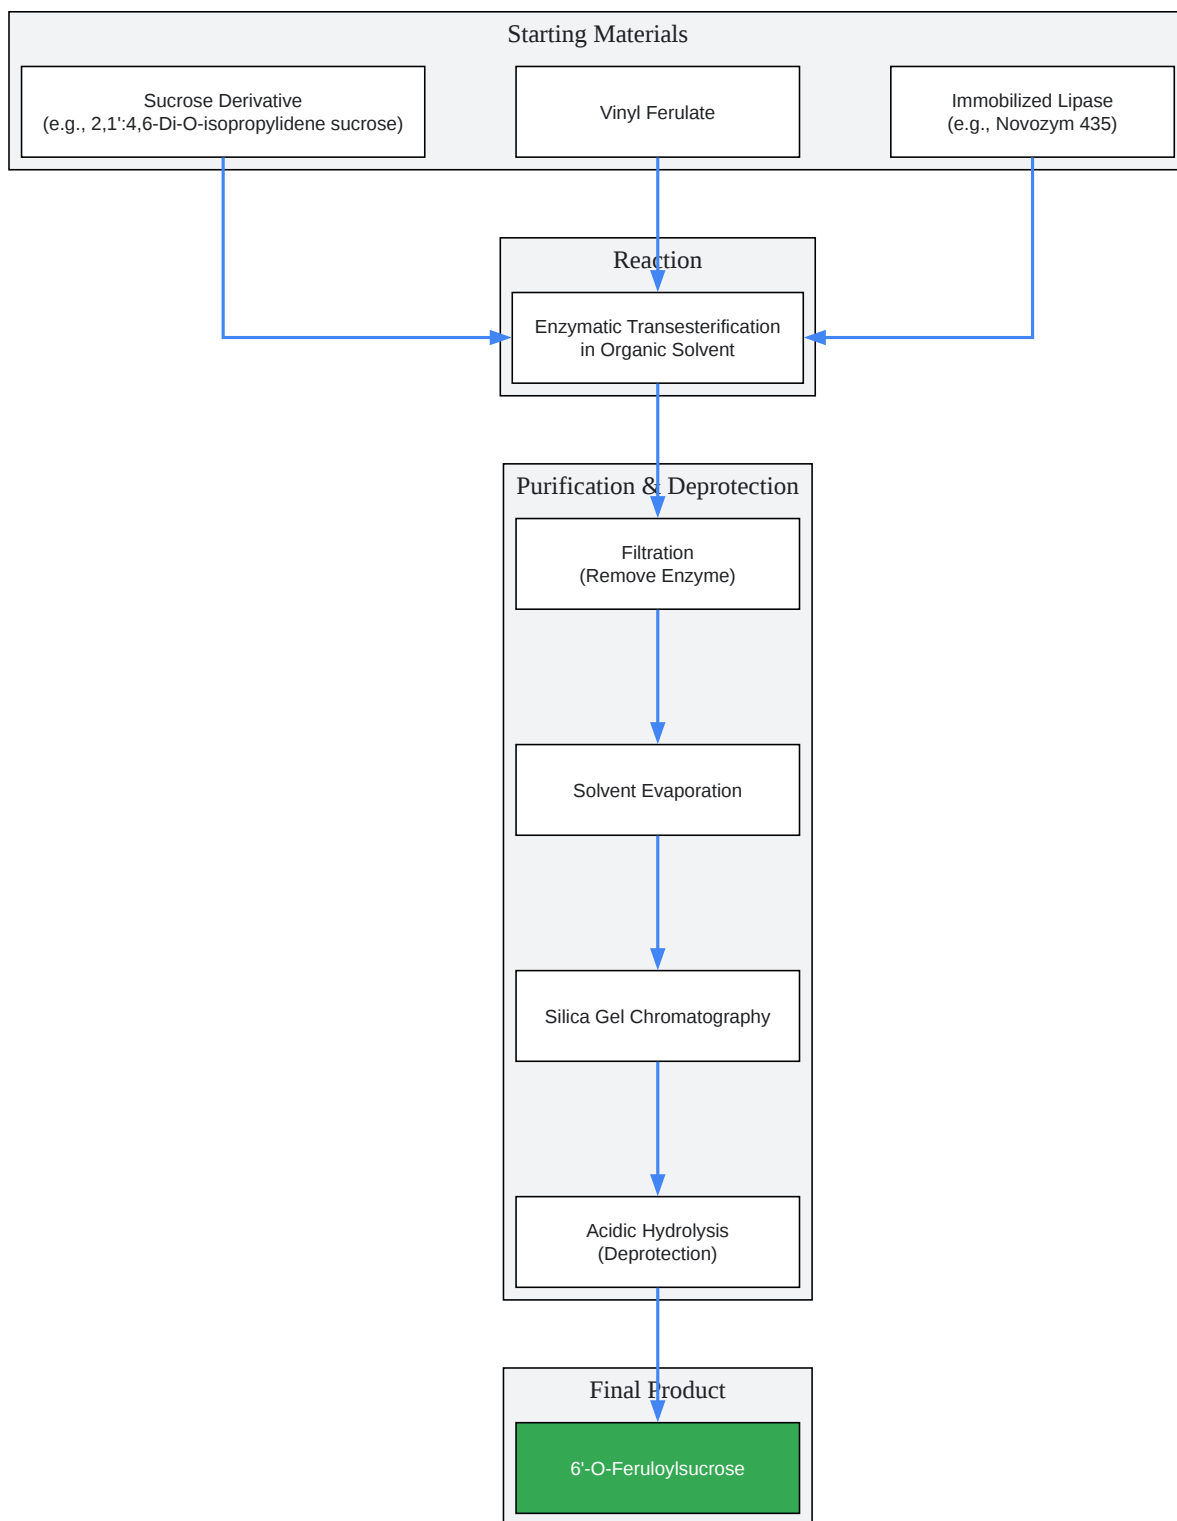 Starting Materials
Sucrose Derivative
(e.g., 2,1':4,6-Di-O-isopropylidene sucrose)
Vinyl Ferulate
Immobilized Lipase
(e.g., Novozym 435)
Reaction
Enzymatic Transesterification
in Organic Solvent
Purification & Deprotection
Filtration
(Remove Enzyme)
Solvent Evaporation
Silica Gel Chromatography
Acidic Hydrolysis
(Deprotection)
Final Product
6'-O-Feruloylsucrose